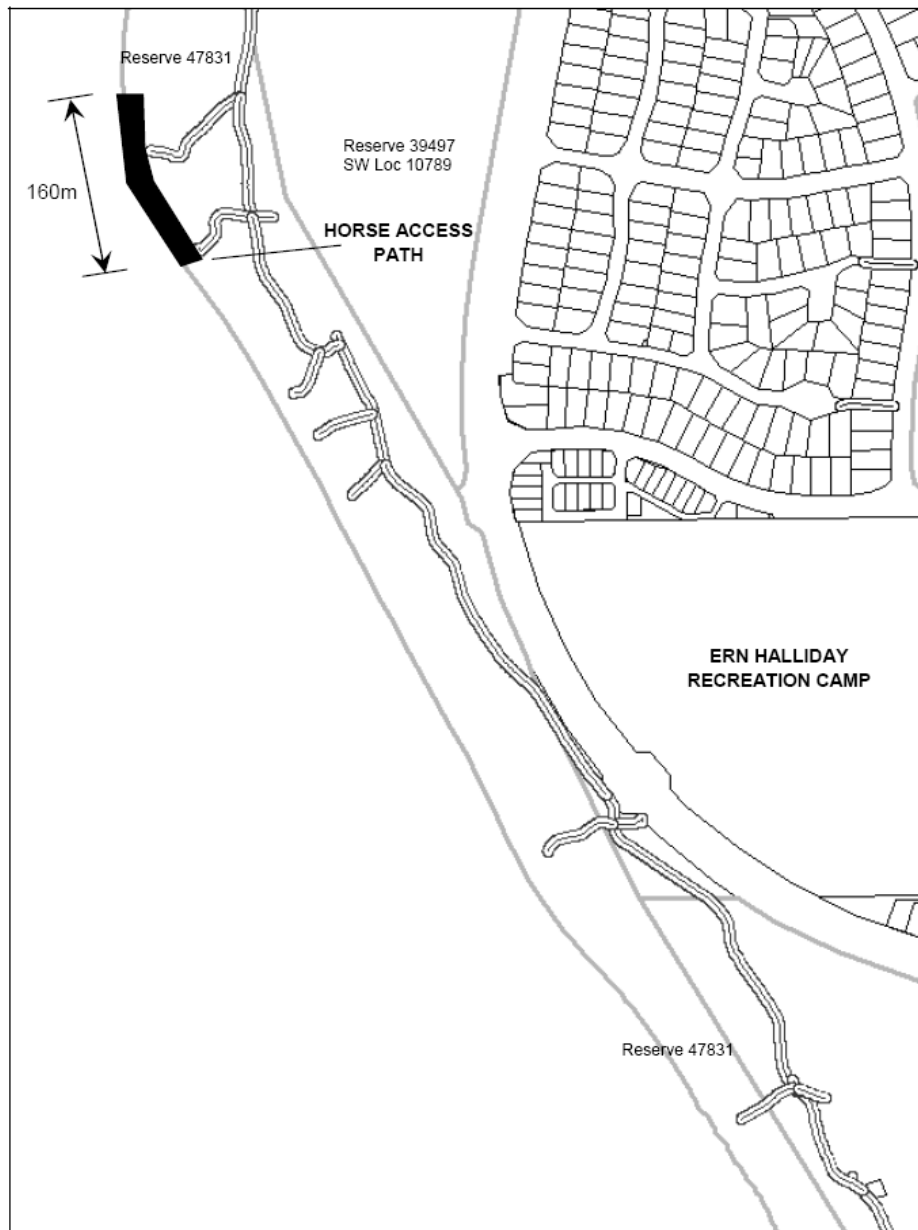 Reserve 47831
Reserve 39497
SW Loc 10789
160m
HORSE ACCESS
PATH
ERN HALLIDAY
RECREATION CAMP
Reserve 47831